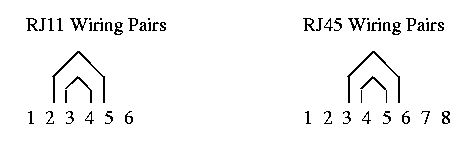 RJ11 Wiring Pairs
1 2 3 4 5 6
RJ45 Wiring Pairs
1 2 3 4 5 6 7 8